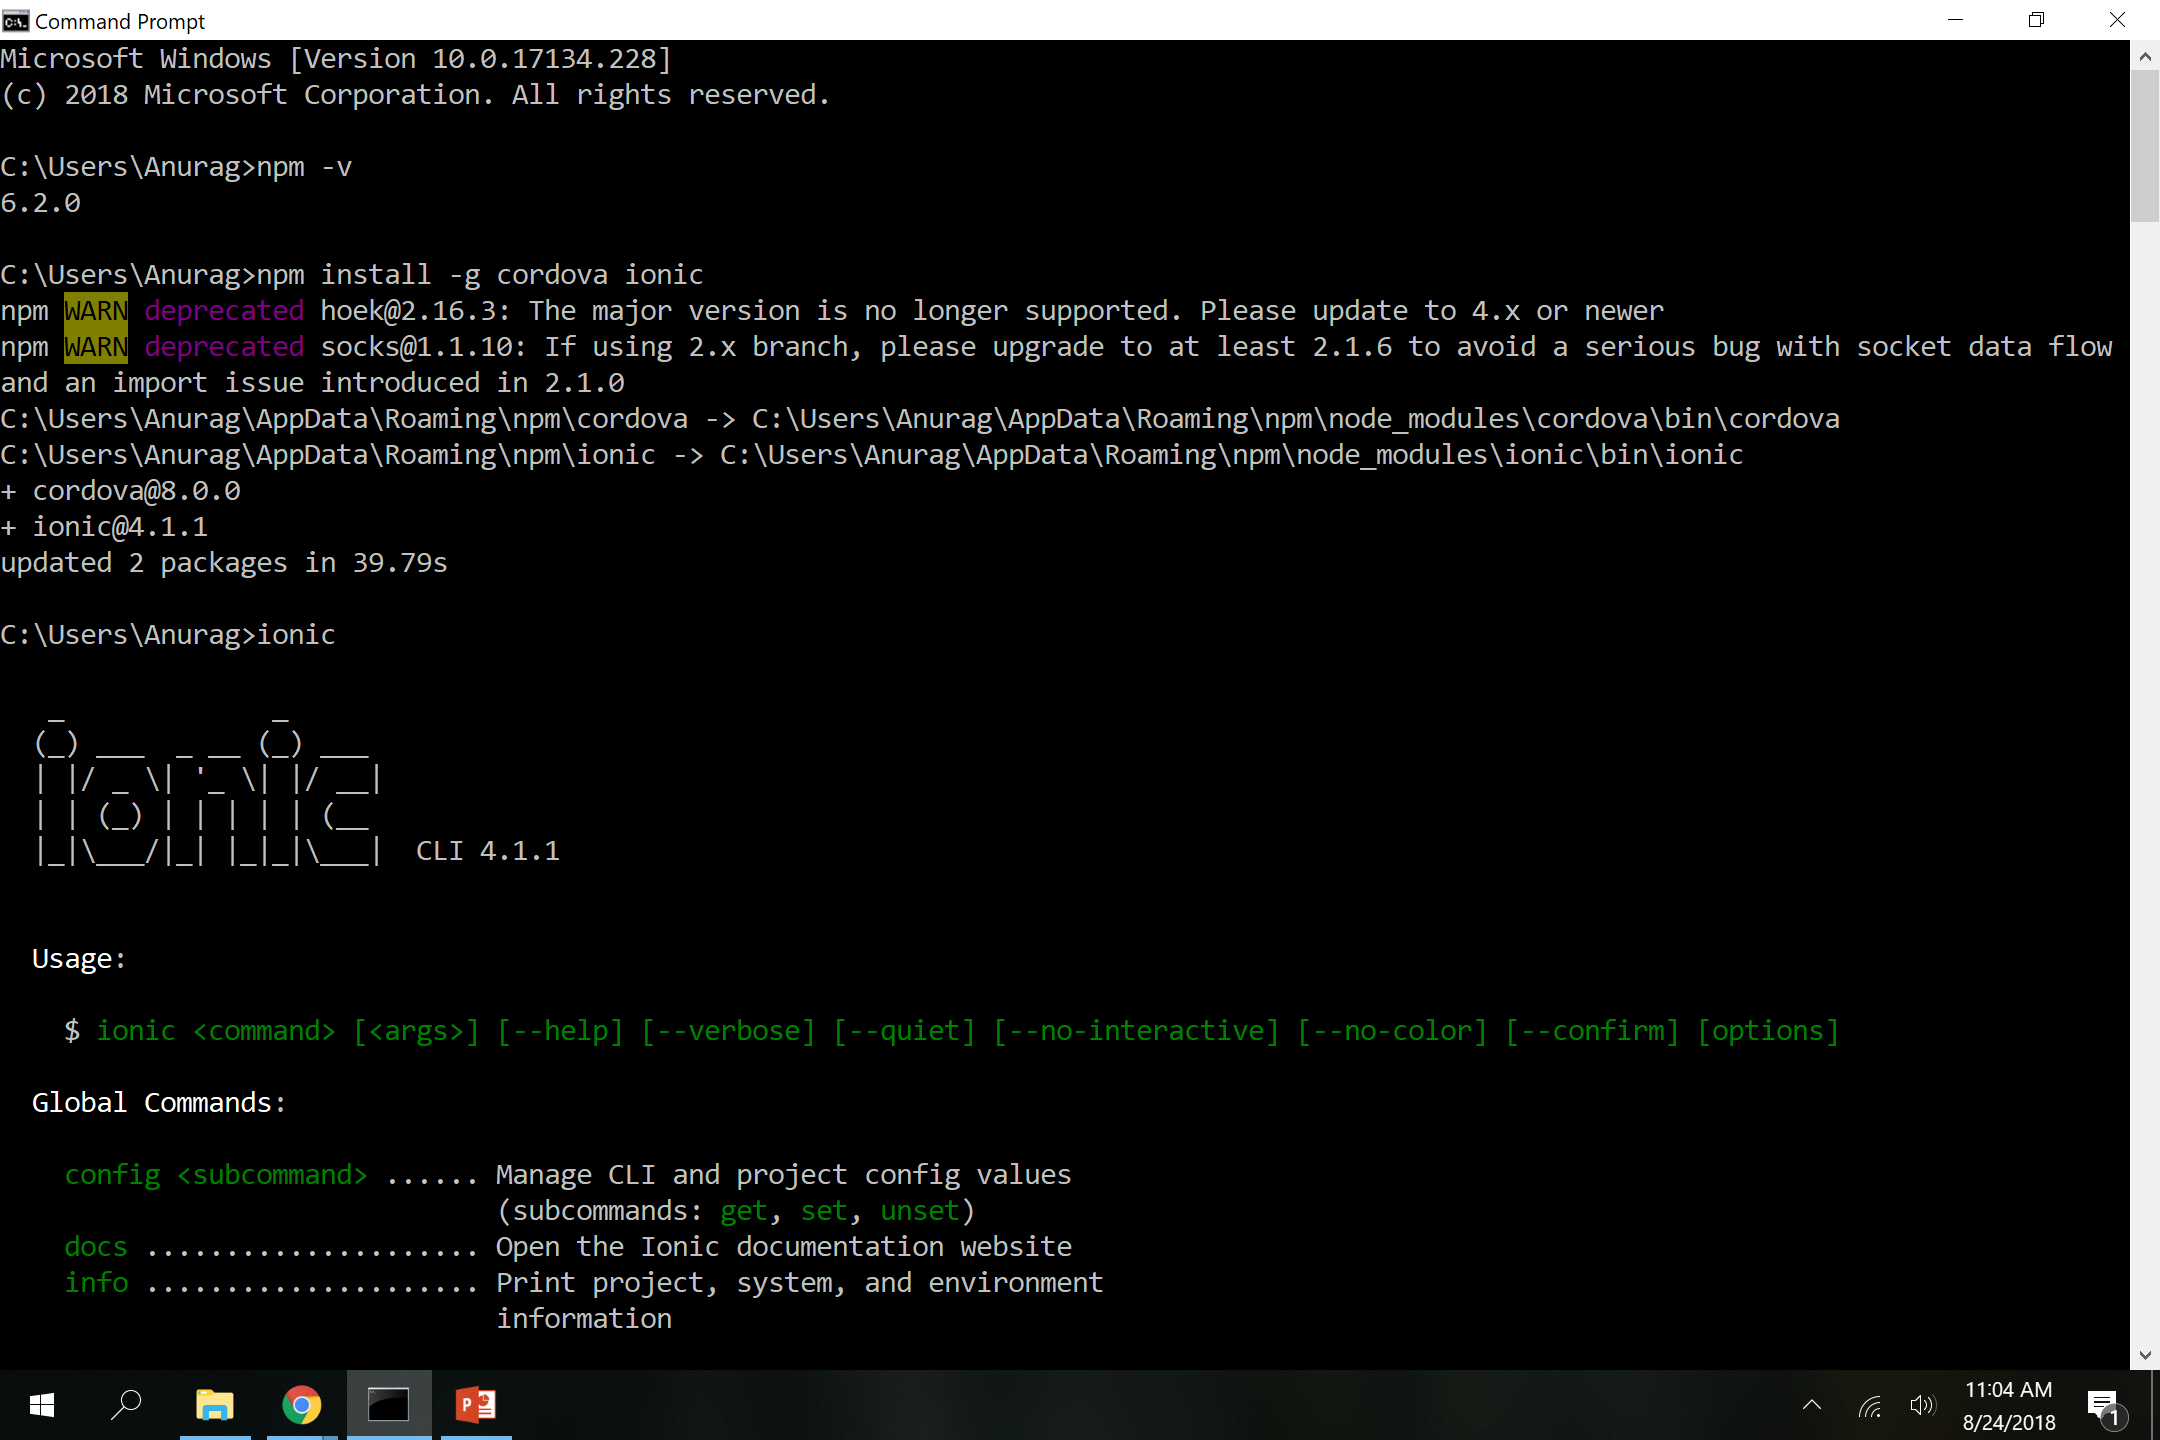 Command Prompt
Microsoft Windows [Version 10.0.17134.228]
(c) 2018 Microsoft Corporation. All rights reserved.
C:\Users\Anurag>npm -v
6.2.0
C:\Users\Anurag>npm install -g cordova ionic
npm WARN deprecated hoek@2.16.3: The major version is no longer supported. Please update to 4.x or newer
npm WARN deprecated socks@1.1.10: If using 2.x branch, please upgrade to at least 2.1.6 to avoid a serious bug with socket data flow
and an import issue introduced in 2.1.0
C:\Users\Anurag\AppData\Roaming\npm\cordova -> C:\Users\Anurag\AppData\Roaming\npm\node_modules\cordova\bin\cordova
C:\Users\Anurag\AppData\Roaming\npm\ionic -> C:\Users\Anurag\AppData\Roaming\npm\node_modules\ionic\bin\ionic
+ cordova@8.0.0
+ ionic@4.1.1
updated 2 packages in 39.79s
C:\Users\Anurag>ionic
ionic CLI 4.1.1
Usage:
$ ionic <command> [<args>] [--help] [--verbose] [--quiet] [--no-interactive] [--no-color] [--confirm] [options]
Global Commands:
config <subcommand> ...... Manage CLI and project config values
(subcommands: get, set, unset)
docs ..................... Open the Ionic documentation website
info ..................... Print project, system, and environment
information
11:04 AM
8/24/2018
1